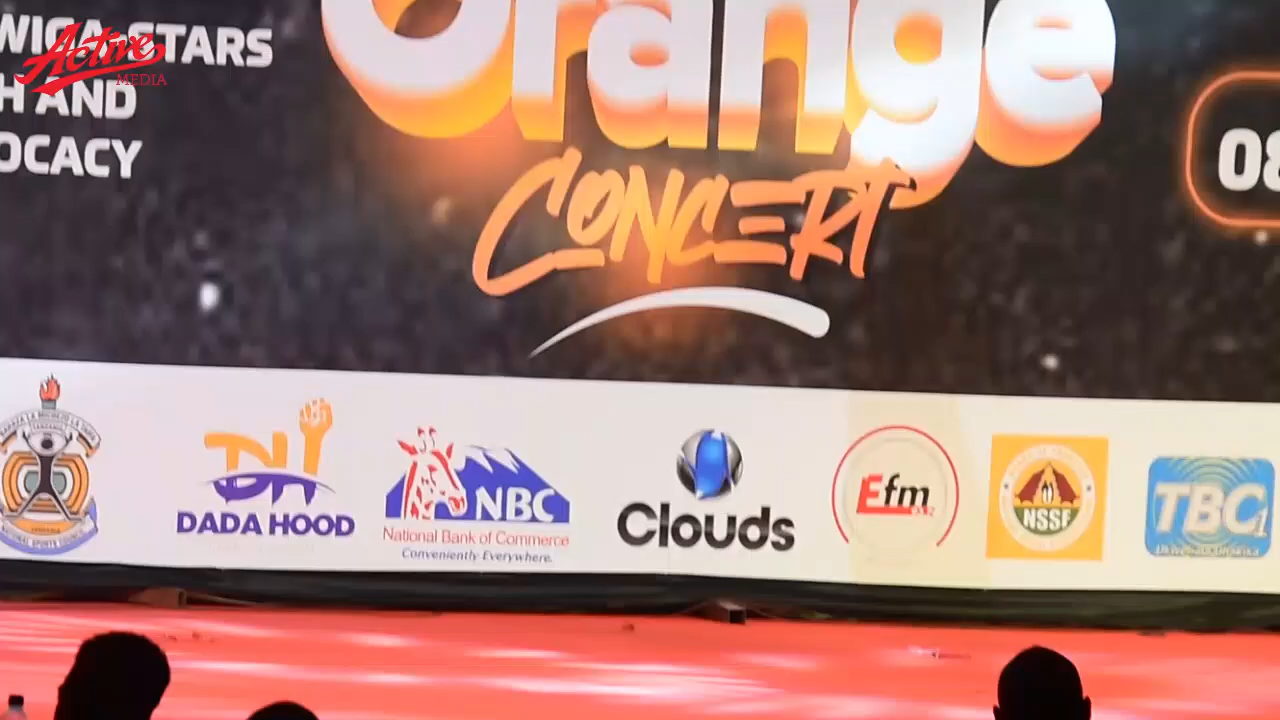 WIGA STARS
H AND
OCACY
Active
MEDIA
Orange
CONCERT
08
DADA HOOD
NBC
National Bank of Commerce
Conveniently Everywhere.
Clouds
Efm
NSSF
TBC1